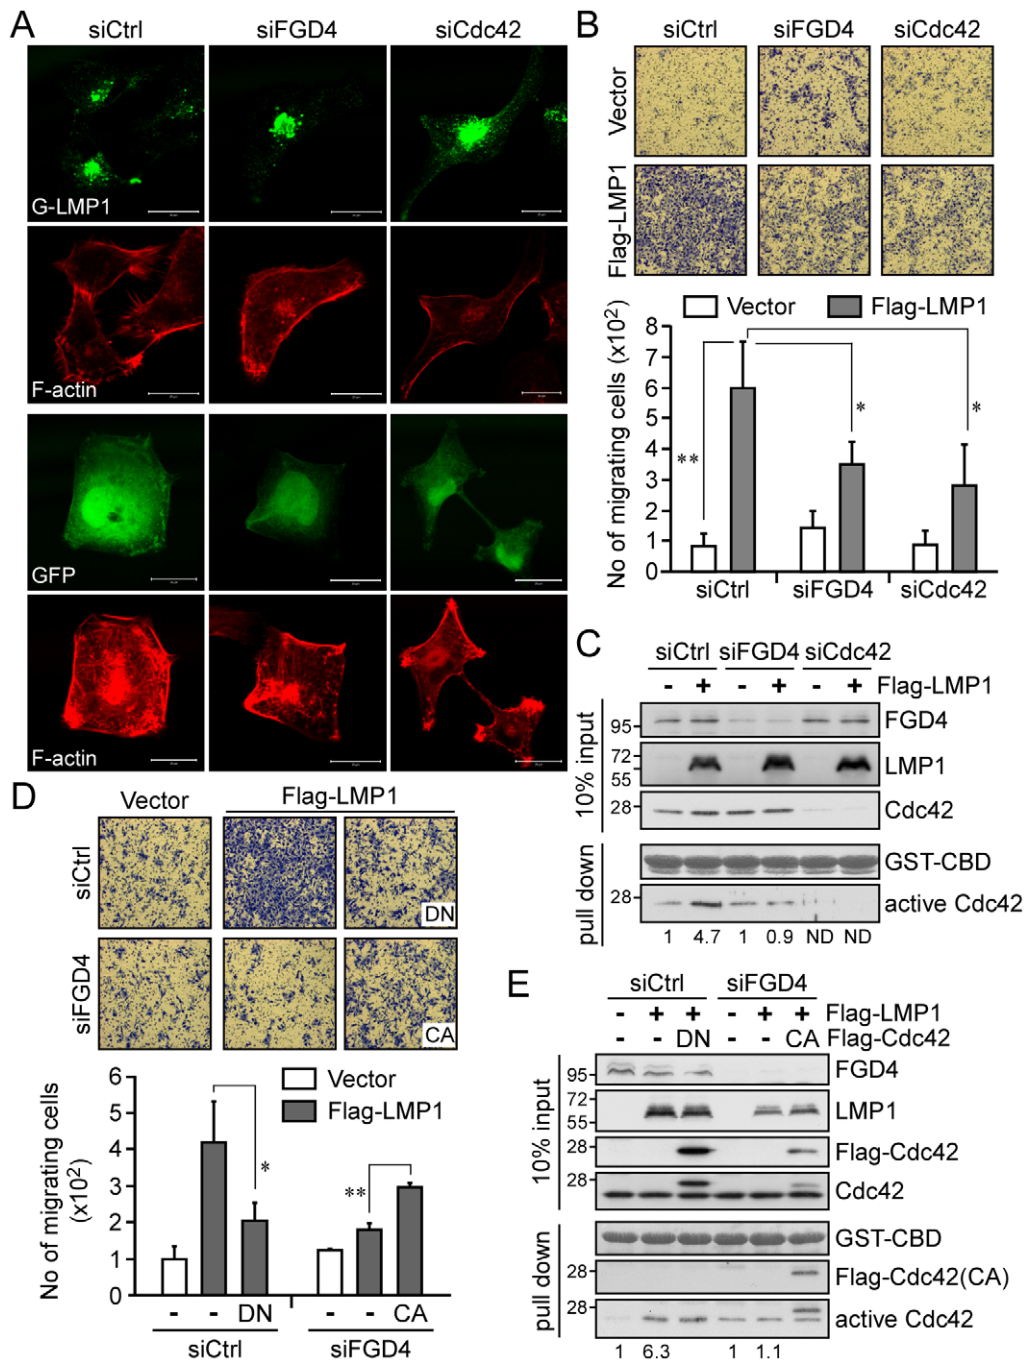 A
siCtrl siFGD4 siCdc42
G-LMP1
F-actin
GFP
F-actin
B
siCtrl siFGD4 siCdc42
Vector
Flag-LMP1
Vector Flag-LMP1
No of migrating cells (x10²)
8
7
6
5
4
3
2
1
0
** * *
siCtrl siFGD4 siCdc42
C
siCtrl siFGD4 siCdc42
- + - + - + Flag-LMP1
10% input
95 FGD4
72
55 LMP1
28 Cdc42
pull down
GST-CBD
28 active Cdc42
1 4.7 1 0.9 ND ND
D
Vector Flag-LMP1
siCtrl
DN
siFGD4
CA
Vector
Flag-LMP1
No of migrating cells
(x10²)
6
5
4
3
2
1
0
* **
- - DN - - CA
siCtrl siFGD4
E
siCtrl siFGD4
- + + - + + Flag-LMP1
- - DN - - CA Flag-Cdc42
10% input
95 FGD4
72
55 LMP1
28 Flag-Cdc42
28 Cdc42
pull down
GST-CBD
28 Flag-Cdc42(CA)
28 active Cdc42
1 6.3 1 1.1